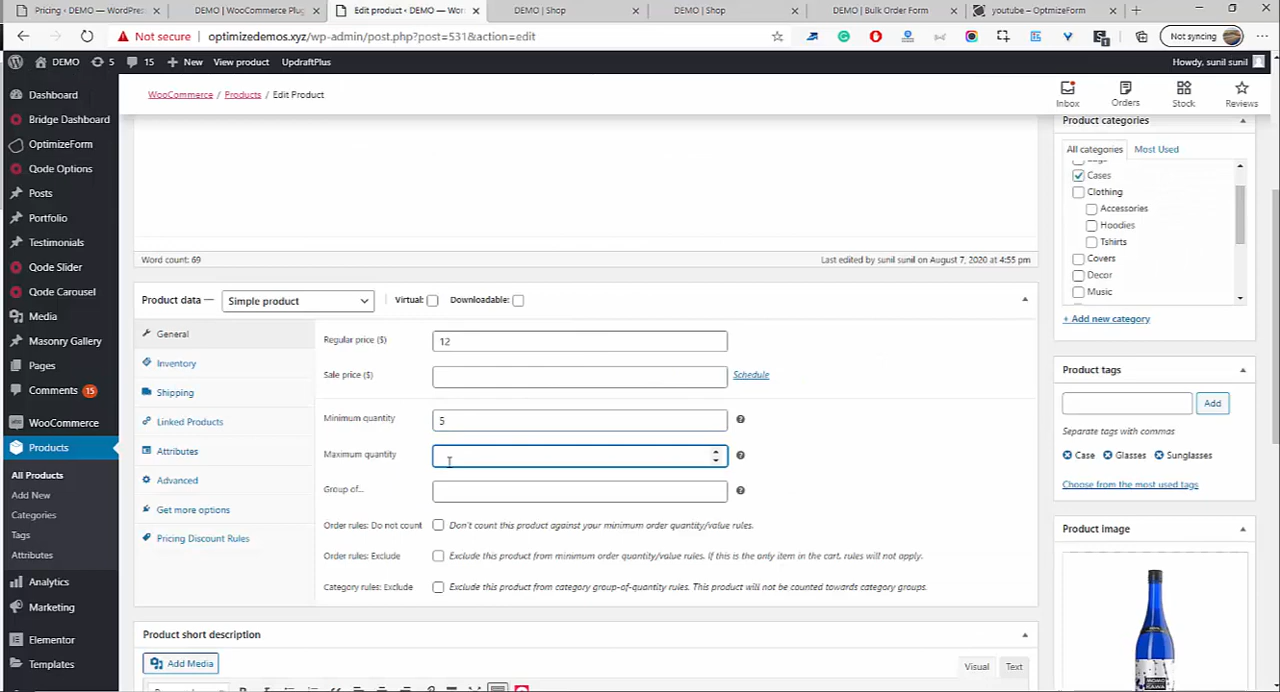 Pricing ‹ DEMO — WordPres
DEMO | WooCommerce Plug
Edit product ‹ DEMO — Wor
DEMO | Shop
DEMO | Shop
DEMO | Bulk Order Form
youtube – OptmizeForm
Not secure
optimizedemos.xyz/wp-admin/post.php?post=531&action=edit
Not syncing
DEMO
5
15
New
View product
UpdraftPlus
Howdy, sunil sunil
WooCommerce / Products / Edit Product
Inbox
Orders
Stock
Reviews
Dashboard
Bridge Dashboard
OptimizeForm
Qode Options
Posts
Portfolio
Testimonials
Qode Slider
Qode Carousel
Media
Masonry Gallery
Pages
Comments 15
WooCommerce
Products
All Products
Add New
Categories
Tags
Attributes
Analytics
Marketing
Elementor
Templates
Word count: 69
Last edited by sunil sunil on August 7, 2020 at 4:55 pm
Product data —
Simple product
Virtual:
Downloadable:
General
Inventory
Shipping
Linked Products
Attributes
Advanced
Get more options
Pricing Discount Rules
Regular price ($)
12
Sale price ($)
Schedule
Minimum quantity
5
Maximum quantity
Group of...
Order rules: Do not count
Don't count this product against your minimum order quantity/value rules.
Order rules: Exclude
Exclude this product from minimum order quantity/value rules. If this is the only item in the cart, rules will not apply.
Category rules: Exclude
Exclude this product from category group-of-quantity rules. This product will not be counted towards category groups.
Product short description
Add Media
Visual
Text
Product categories
All categories
Most Used
Cases
Clothing
Accessories
Hoodies
Tshirts
Covers
Decor
Music
+ Add new category
Product tags
Add
Separate tags with commas
Case
Glasses
Sunglasses
Choose from the most used tags
Product image